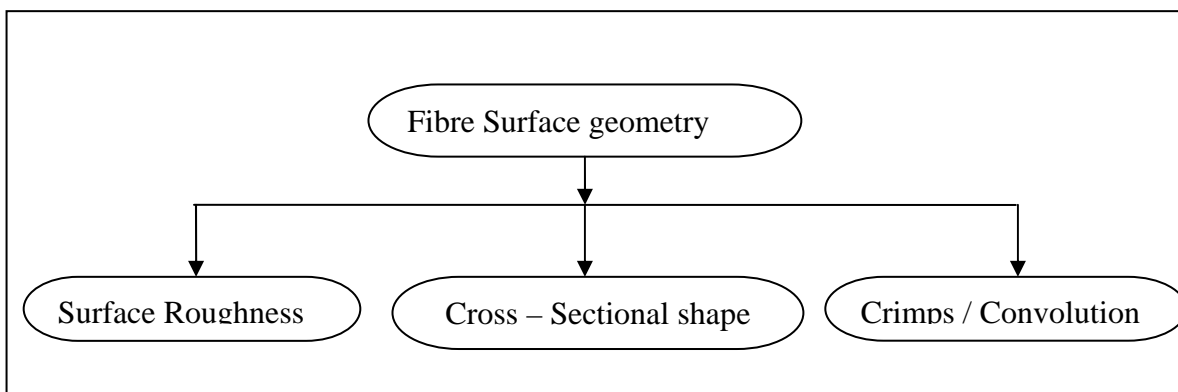 Fibre Surface geometry
Surface Roughness
Cross – Sectional shape
Crimps / Convolution